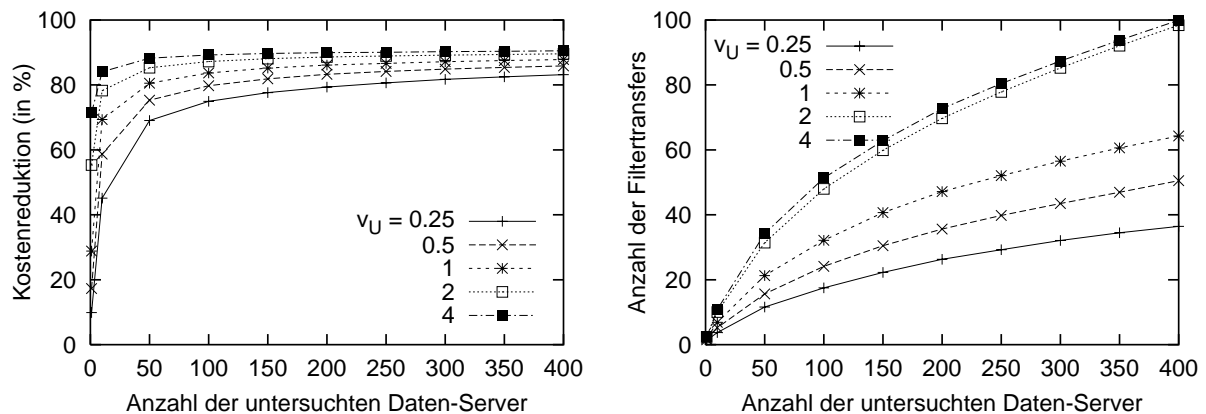 Kostenreduktion (in %)
100
80
60
40
20
0
v_U = 0.25
0.5
1
2
4
0 50 100 150 200 250 300 350 400
Anzahl der untersuchten Daten-Server
Anzahl der Filtertransfers
100
80
60
40
20
0
v_U = 0.25
0.5
1
2
4
0 50 100 150 200 250 300 350 400
Anzahl der untersuchten Daten-Server